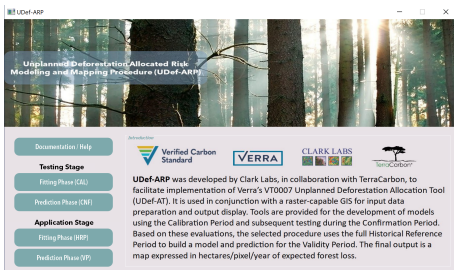 UDef-ARP
Unplanned Deforestation Allocated Risk
Modeling and Mapping Procedure (UDef-ARP)
Documentation / Help
Testing Stage
Fitting Phase (CAL)
Prediction Phase (CNF)
Application Stage
Fitting Phase (HRP)
Prediction Phase (VP)
Introduction
Verified Carbon
Standard
VERRA
CLARK LABS
TerraCarbon
UDef-ARP was developed by Clark Labs, in collaboration with TerraCarbon, to
facilitate implementation of Verra's VT0007 Unplanned Deforestation Allocation Tool
(UDef-AT). It is used in conjunction with a raster-capable GIS for input data
preparation and output display. Tools are provided for the development of models
using the Calibration Period and subsequent testing during the Confirmation Period.
Based on these evaluations, the selected procedure uses the full Historical Reference
Period to build a model and prediction for the Validity Period. The final output is a
map expressed in hectares/pixel/year of expected forest loss.